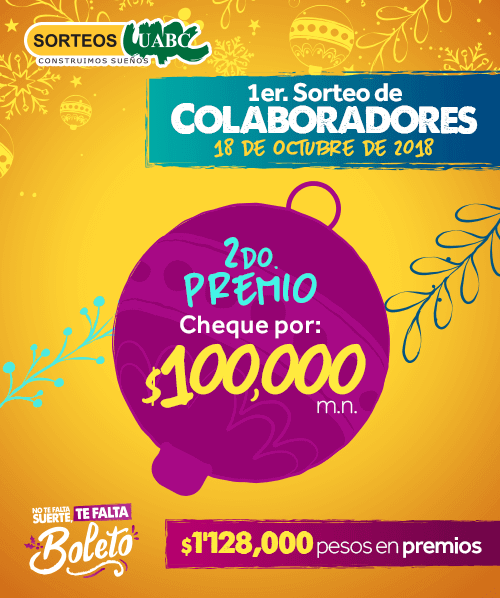 SORTEOS UABC
CONSTRUIMOS SUEÑOS
1er. Sorteo de
COLABORADORES
18 DE OCTUBRE DE 2018
2DO.
PREMIO
Cheque por:
$100,000
m.n.
NO TE FALTA
SUERTE, TE FALTA
Boleto
$1'128,000 pesos en premios